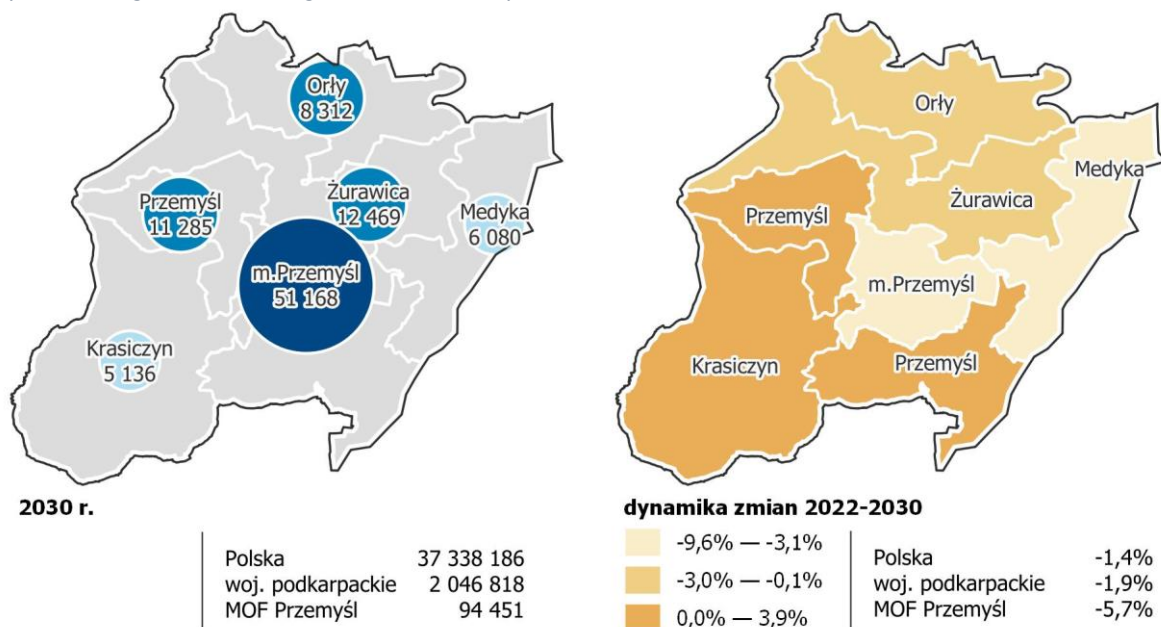 Orły
8 312
Przemyśl
11 285
Żurawica
12 469
Medyka
6 080
m.Przemyśl
51 168
Krasiczyn
5 136
2030 r.
Polska 37 338 186
woj. podkarpackie 2 046 818
MOF Przemyśl 94 451
Orły
Medyka
Żurawica
Przemyśl
m.Przemyśl
Krasiczyn
Przemyśl
dynamika zmian 2022-2030
-9,6% — -3,1%
-3,0% — -0,1%
0,0% — 3,9%
Polska -1,4%
woj. podkarpackie -1,9%
MOF Przemyśl -5,7%